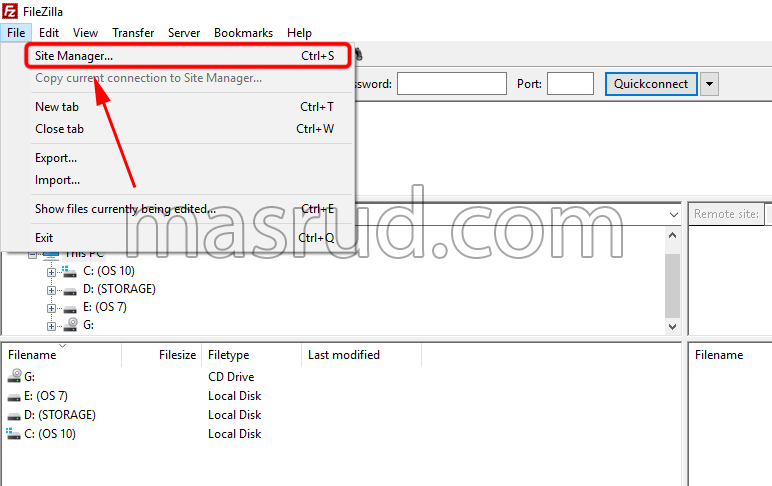 FileZilla
File Edit View Transfer Server Bookmarks Help
Site Manager... Ctrl+S
Copy current connection to Site Manager...
ssword: Port: Quickconnect
New tab Ctrl+T
Close tab Ctrl+W
Export...
Import...
Show files currently being edited... Ctrl+E
Remote site:
masrud.com
Exit Ctrl+Q
This PC
C: (OS 10)
D: (STORAGE)
E: (OS 7)
G:
Filename Filesize Filetype Last modified Filename
G: CD Drive
E: (OS 7) Local Disk
D: (STORAGE) Local Disk
C: (OS 10) Local Disk